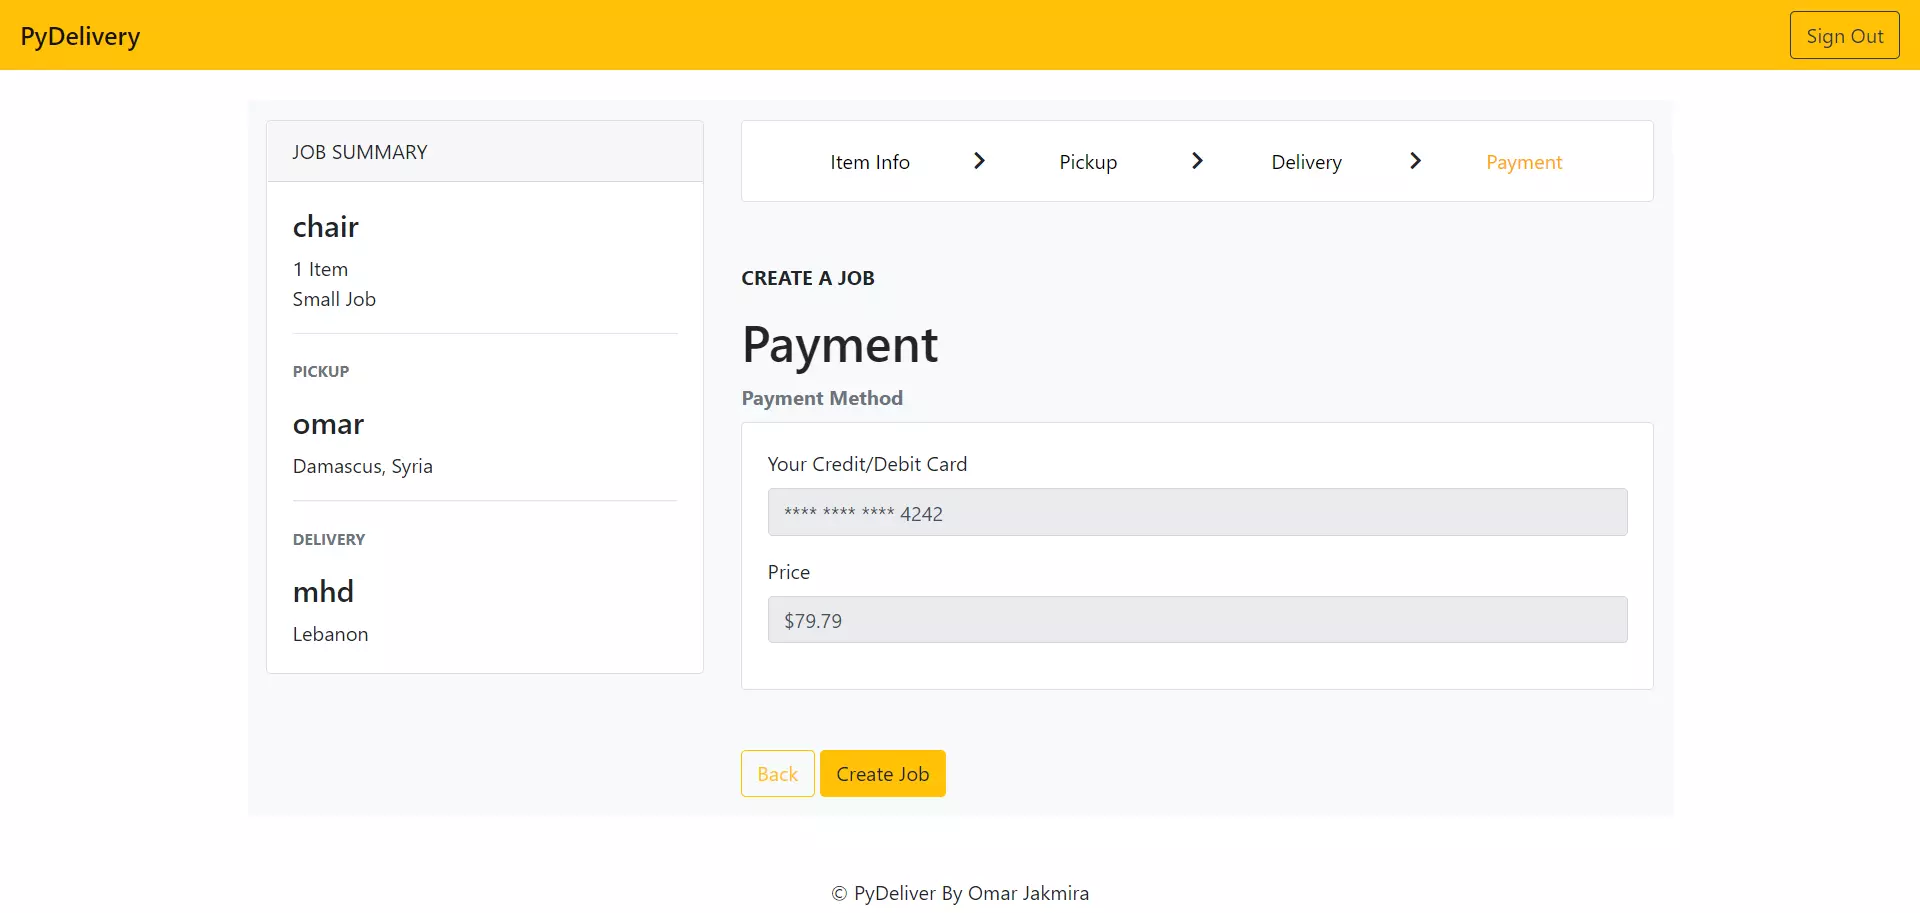 PyDelivery
Sign Out
JOB SUMMARY
chair
1 Item
Small Job
PICKUP
omar
Damascus, Syria
DELIVERY
mhd
Lebanon
Item Info
Pickup
Delivery
Payment
CREATE A JOB
Payment
Payment Method
Your Credit/Debit Card
**** **** **** 4242
Price
$79.79
Back
Create Job
© PyDeliver By Omar Jakmira